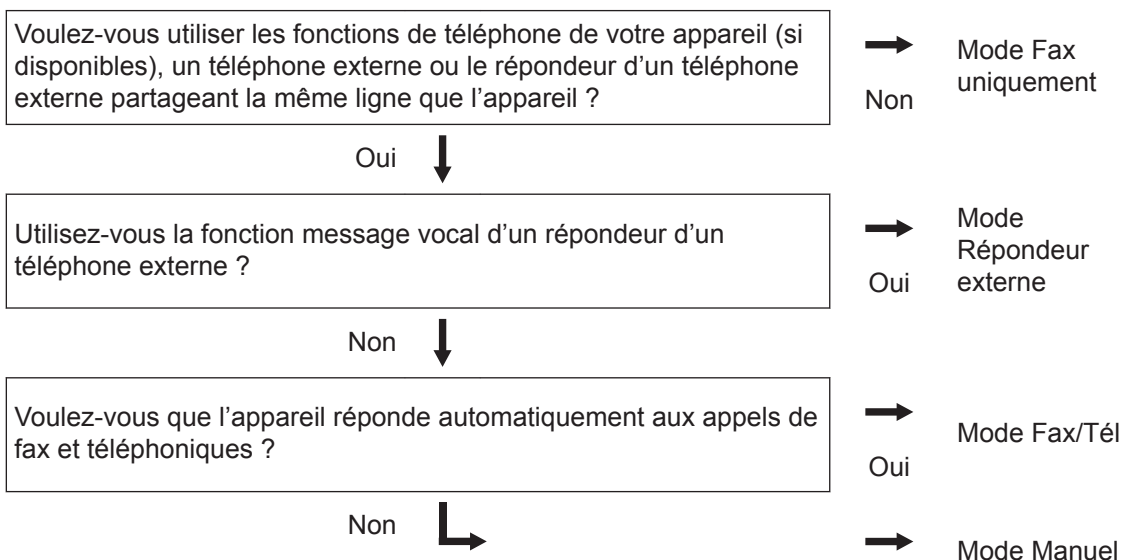 Voulez-vous utiliser les fonctions de téléphone de votre appareil (si
disponibles), un téléphone externe ou le répondeur d’un téléphone
externe partageant la même ligne que l’appareil ?
Non
Mode Fax
uniquement
Oui
Utilisez-vous la fonction message vocal d’un répondeur d’un
téléphone externe ?
Oui
Mode
Répondeur
externe
Non
Voulez-vous que l’appareil réponde automatiquement aux appels de
fax et téléphoniques ?
Oui
Mode Fax/Tél
Non
Mode Manuel